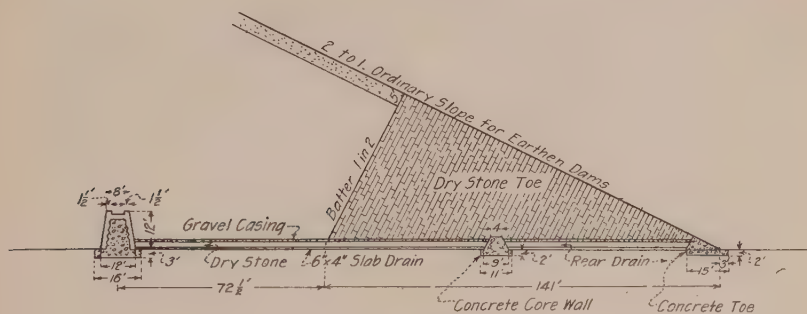 2 to 1. Ordinary Slope for Earthen Dams
Batter 1 in 2
Dry Stone Toe
8'
1½' 1½'
12'
Gravel Casing
4'
3' Dry Stone 6"x4" Slab Drain 2' Rear Drain 3' 2'
12' 9' 15'
16' 11'
Concrete Core Wall Concrete Toe
72½' 141'